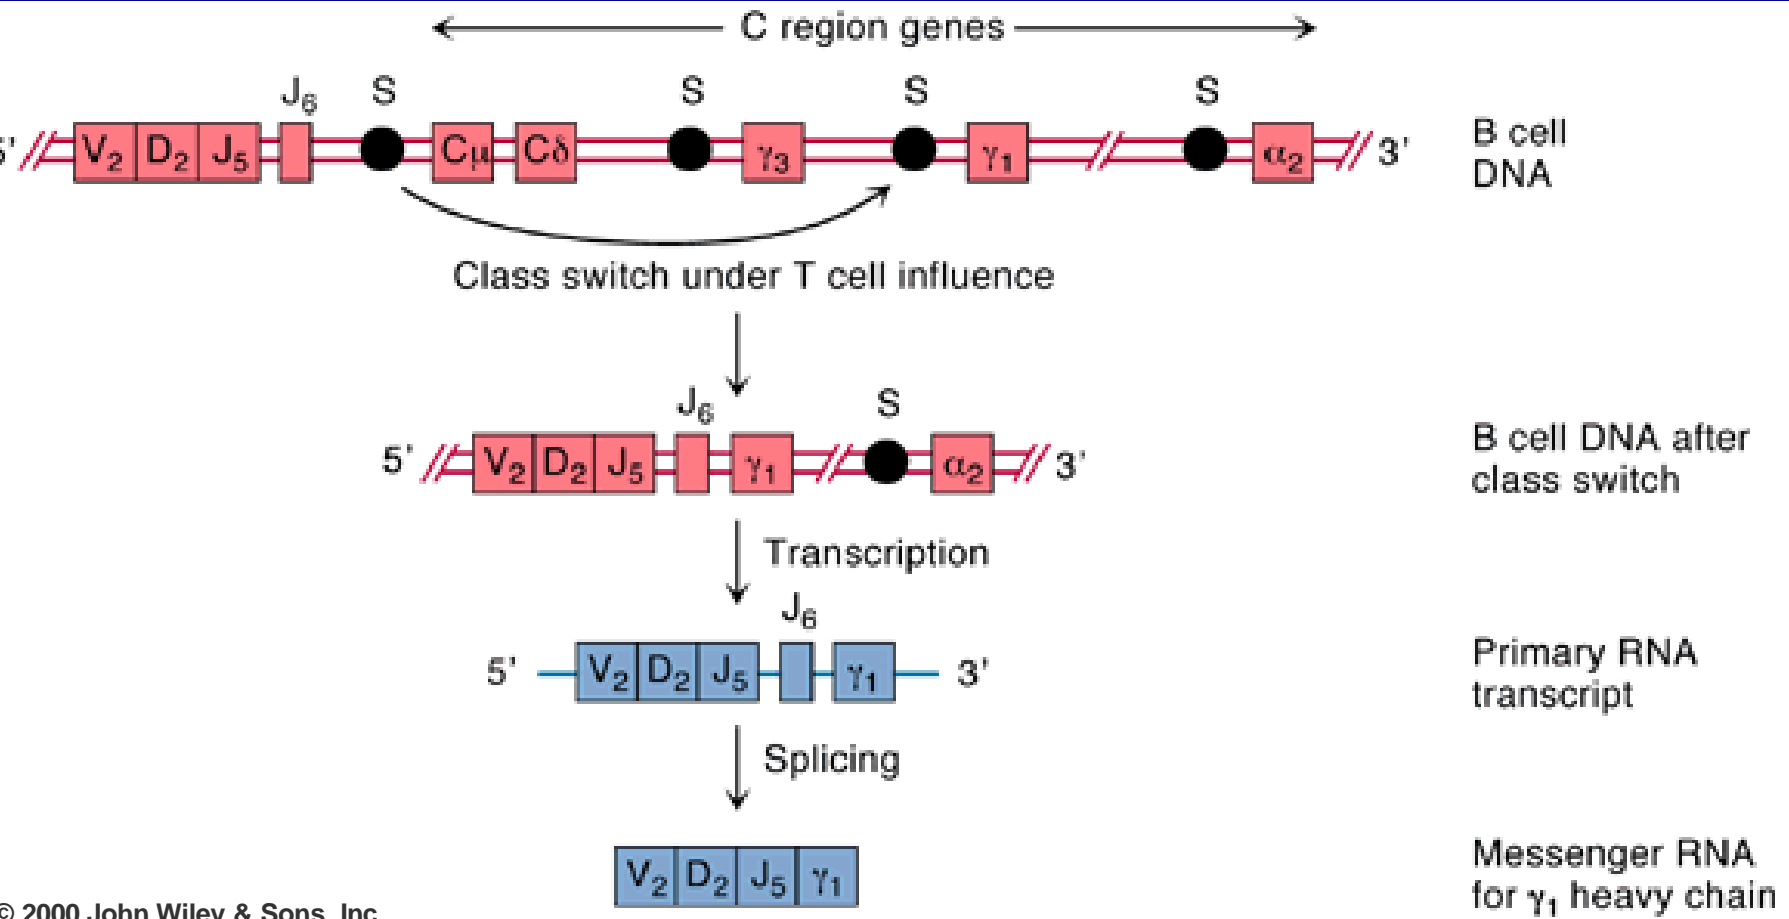 C region genes
J6 S S S S
5' V2 D2 J5 Cμ Cδ γ3 γ1 α2 3'
B cell
DNA
Class switch under T cell influence
J6 S
5' V2 D2 J5 γ1 α2 3'
B cell DNA after
class switch
Transcription
J6
5' V2 D2 J5 γ1 3'
Primary RNA
transcript
Splicing
V2 D2 J5 γ1
Messenger RNA
for γ1 heavy chain
© 2000 John Wiley & Sons, Inc